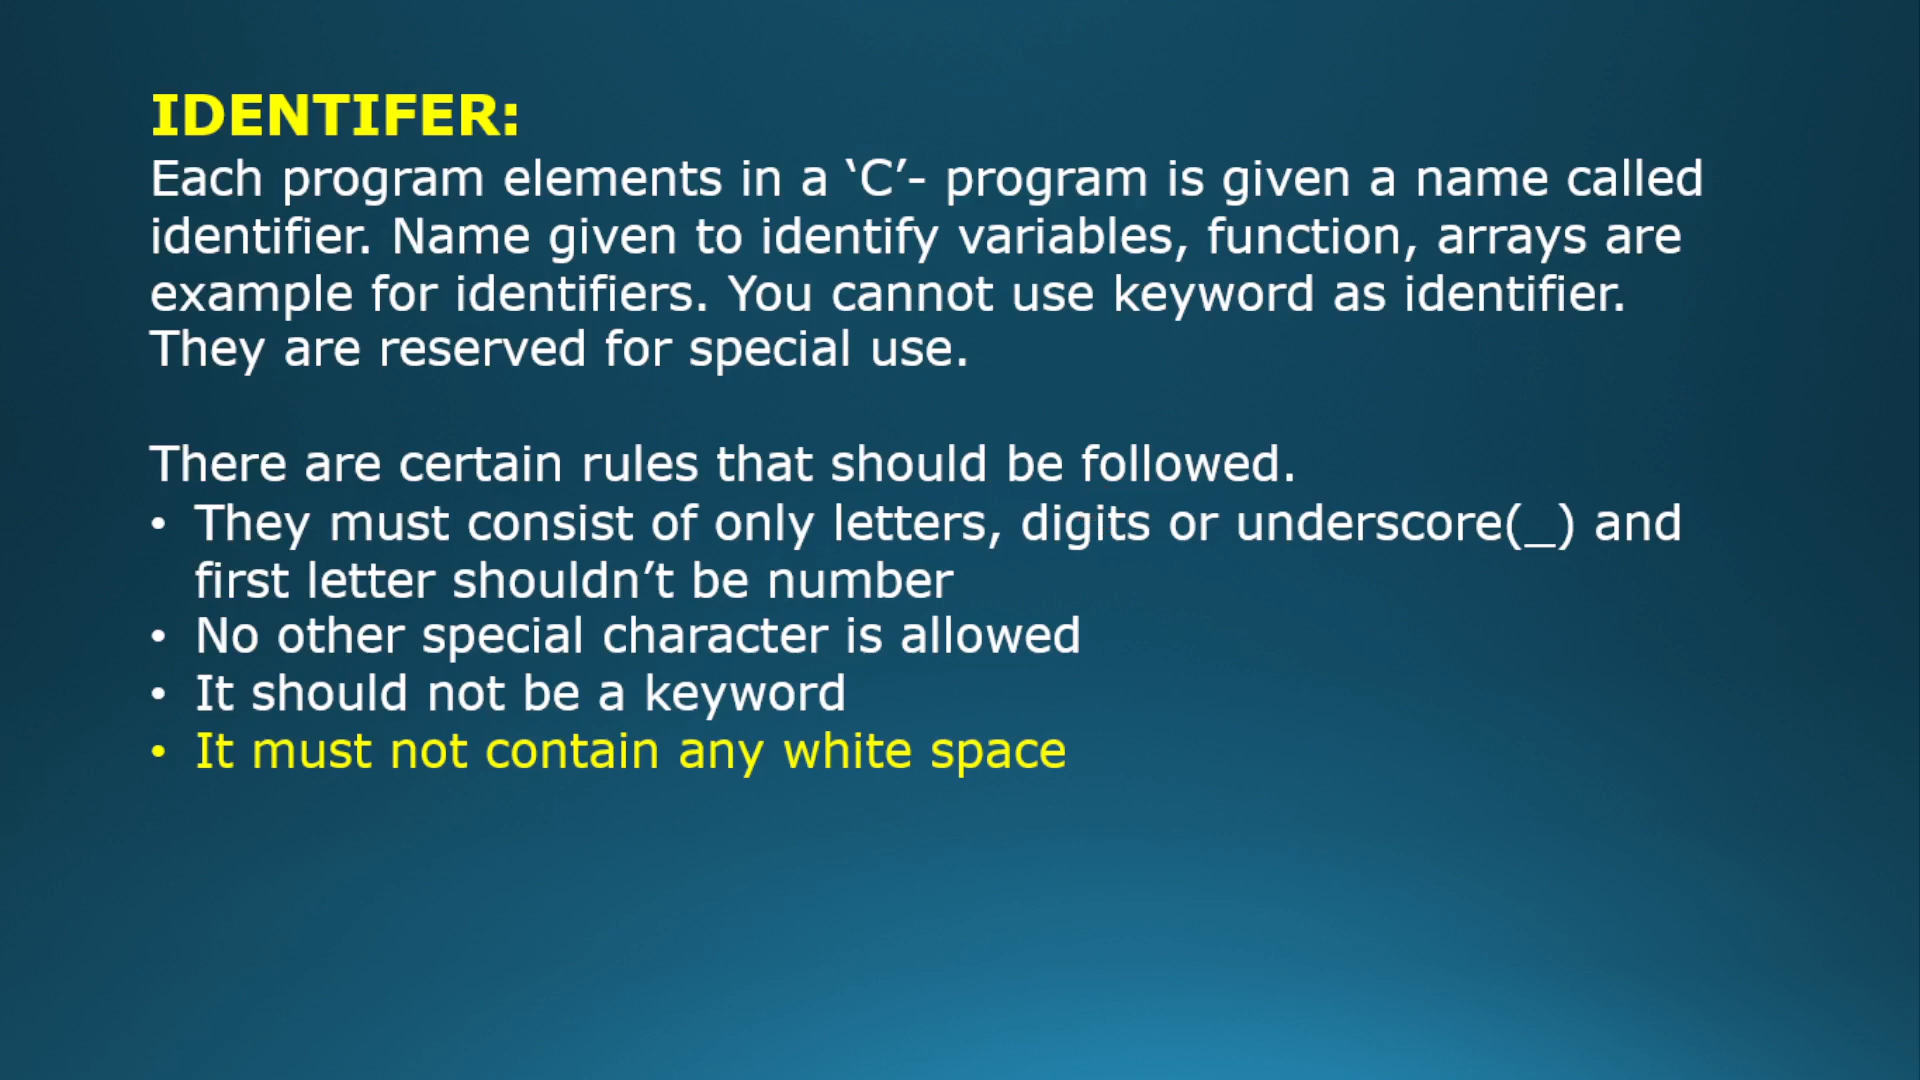 IDENTIFER:
Each program elements in a ‘C’- program is given a name called
identifier. Name given to identify variables, function, arrays are
example for identifiers. You cannot use keyword as identifier.
They are reserved for special use.
There are certain rules that should be followed.
• They must consist of only letters, digits or underscore(_) and
first letter shouldn’t be number
• No other special character is allowed
• It should not be a keyword
• It must not contain any white space